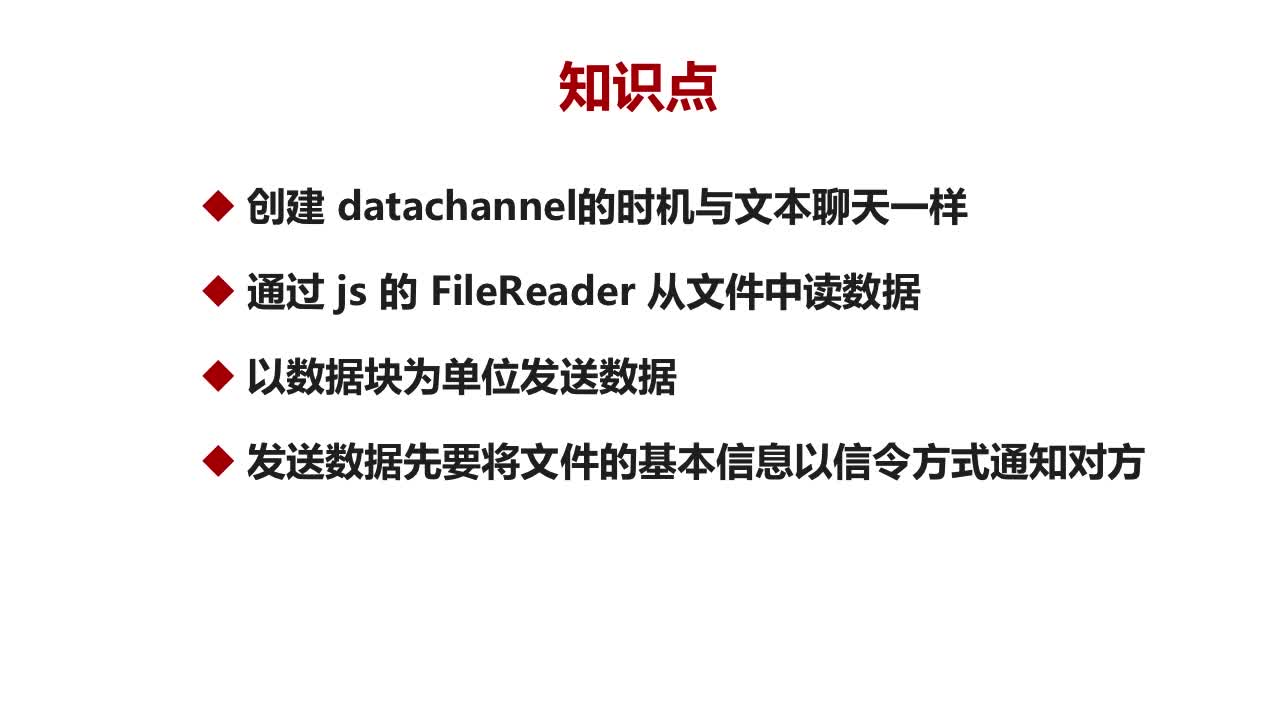 知识点
创建 datachannel的时机与文本聊天一样
通过 js 的 FileReader 从文件中读数据
以数据块为单位发送数据
发送数据先要将文件的基本信息以信令方式通知对方